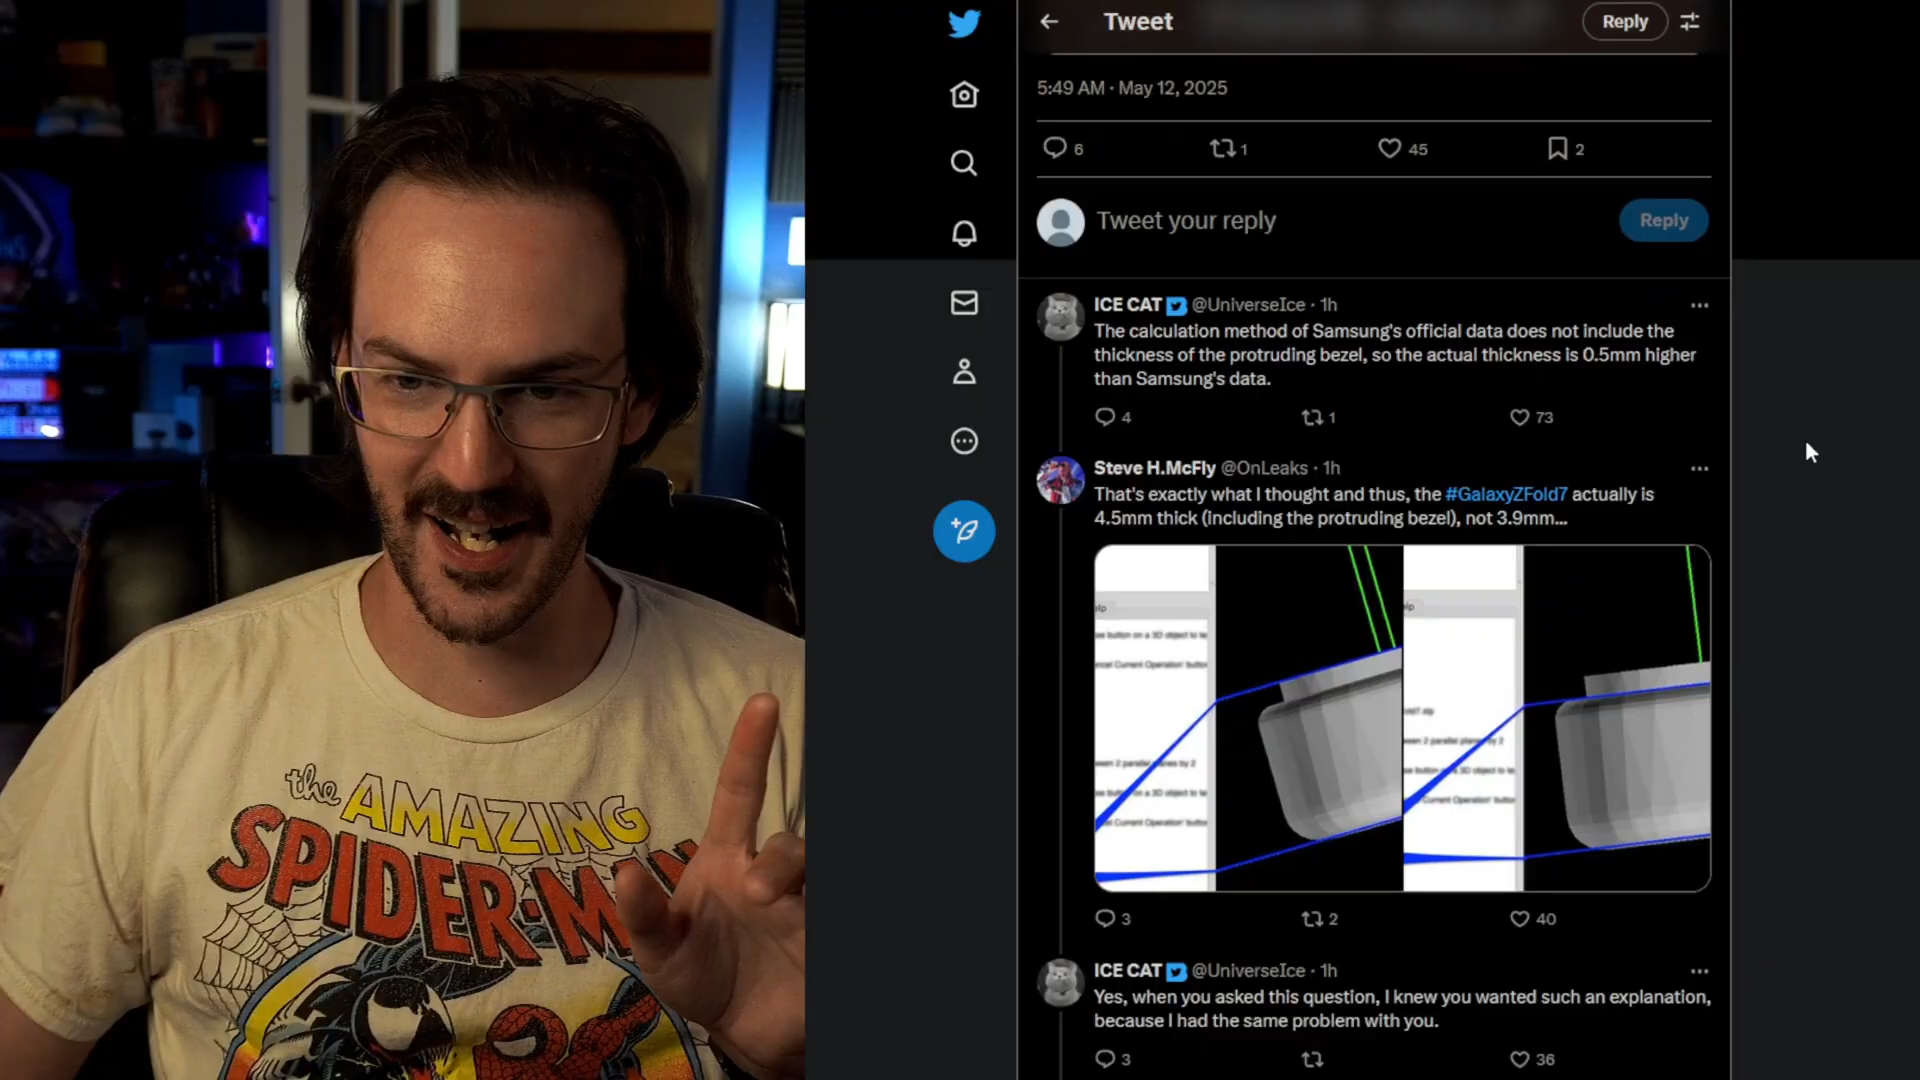 Tweet
Reply
5:49 AM · May 12, 2025
6
1
45
2
Tweet your reply
Reply
ICE CAT @UniverseIce · 1h
The calculation method of Samsung's official data does not include the
thickness of the protruding bezel, so the actual thickness is 0.5mm higher
than Samsung's data.
4
1
73
Steve H.McFly @OnLeaks · 1h
That's exactly what I thought and thus, the #GalaxyZFold7 actually is
4.5mm thick (including the protruding bezel), not 3.9mm...
3
2
40
ICE CAT @UniverseIce · 1h
Yes, when you asked this question, I knew you wanted such an explanation,
because I had the same problem with you.
3
36
the AMAZING